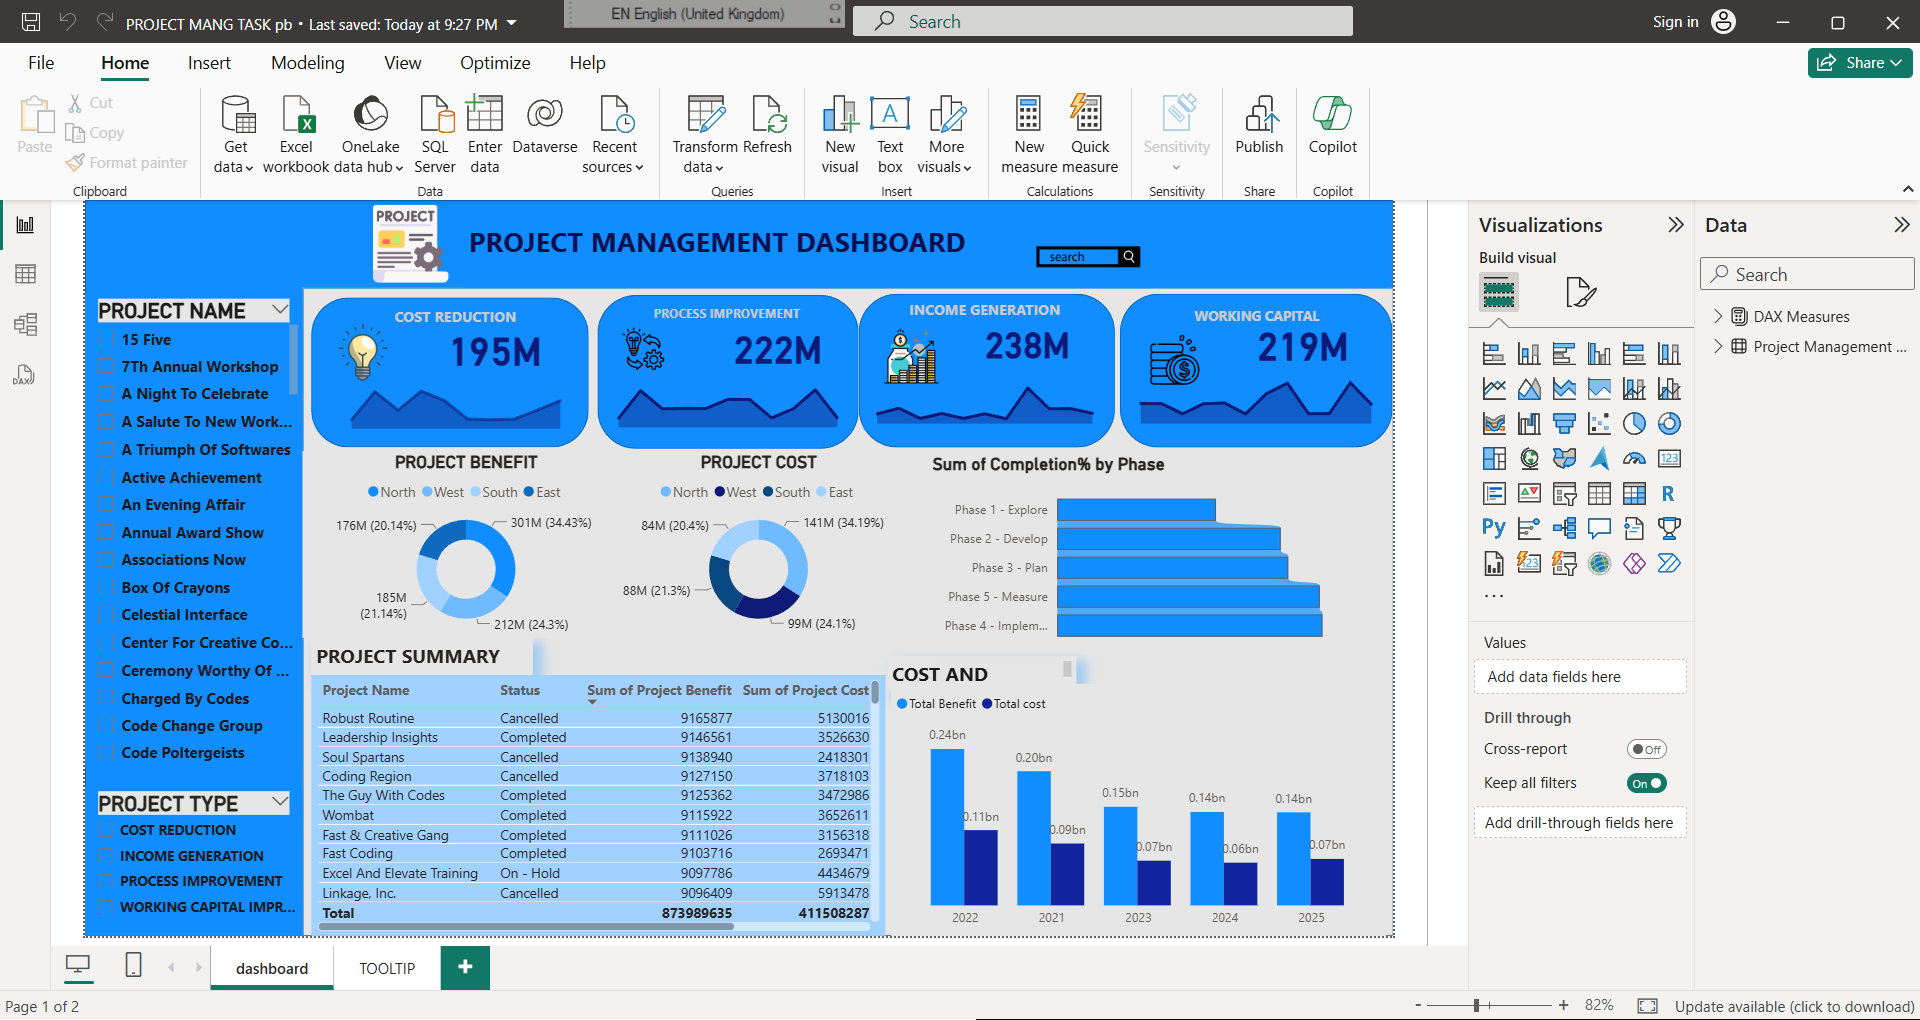 PROJECT MANG TASK pb • Last saved: Today at 9:27 PM
EN English (United Kingdom)
Search
Sign in
File
Home
Insert
Modeling
View
Optimize
Help
Share
Paste
Cut
Copy
Format painter
Clipboard
Get data
Excel workbook
OneLake data hub
SQL Server
Enter data
Dataverse
Recent sources
Data
Transform data
Refresh
Queries
New visual
Text box
More visuals
Insert
New measure
Quick measure
Calculations
Sensitivity
Sensitivity
Publish
Share
Copilot
Copilot
PROJECT
PROJECT MANAGEMENT DASHBOARD
search
PROJECT NAME
15 Five
7Th Annual Workshop
A Night To Celebrate
A Salute To New Work...
A Triumph Of Softwares
Active Achievement
An Evening Affair
Annual Award Show
Associations Now
Box Of Crayons
Celestial Interface
Center For Creative Co...
Ceremony Worthy Of ...
Charged By Codes
Code Change Group
Code Poltergeists
PROJECT TYPE
COST REDUCTION
INCOME GENERATION
PROCESS IMPROVEMENT
WORKING CAPITAL IMPR...
COST REDUCTION
195M
PROCESS IMPROVEMENT
222M
INCOME GENERATION
238M
WORKING CAPITAL
219M
PROJECT BENEFIT
North West South East
176M (20.14%)
301M (34.43%)
185M
(21.14%)
212M (24.3%)
PROJECT COST
North West South East
84M (20.4%)
141M (34.19%)
88M (21.3%)
99M (24.1%)
Sum of Completion% by Phase
Phase 1 - Explore
Phase 2 - Develop
Phase 3 - Plan
Phase 5 - Measure
Phase 4 - Implem...
PROJECT SUMMARY
Project Name Status Sum of Project Benefit Sum of Project Cost
Robust Routine Cancelled 9165877 5130016
Leadership Insights Completed 9146561 3526630
Soul Spartans Cancelled 9138940 2418301
Coding Region Cancelled 9127150 3718103
The Guy With Codes Completed 9125362 3472986
Wombat Completed 9115922 3652611
Fast & Creative Gang Completed 9111026 3156318
Fast Coding Completed 9103716 2693471
Excel And Elevate Training On - Hold 9097786 4434679
Linkage, Inc. Cancelled 9096409 5913478
Total 873989635 411508287
COST AND
Total Benefit Total cost
0.24bn
0.11bn
0.20bn
0.09bn
0.15bn
0.07bn
0.14bn
0.06bn
0.14bn
0.07bn
2022 2021 2023 2024 2025
Visualizations
Build visual
123
R
Py
123
...
Values
Add data fields here
Drill through
Cross-report
Off
Keep all filters
On
Add drill-through fields here
Data
Search
DAX Measures
Project Management ...
DAX
dashboard
TOOLTIP
+
Page 1 of 2
- + 82%
Update available (click to download)